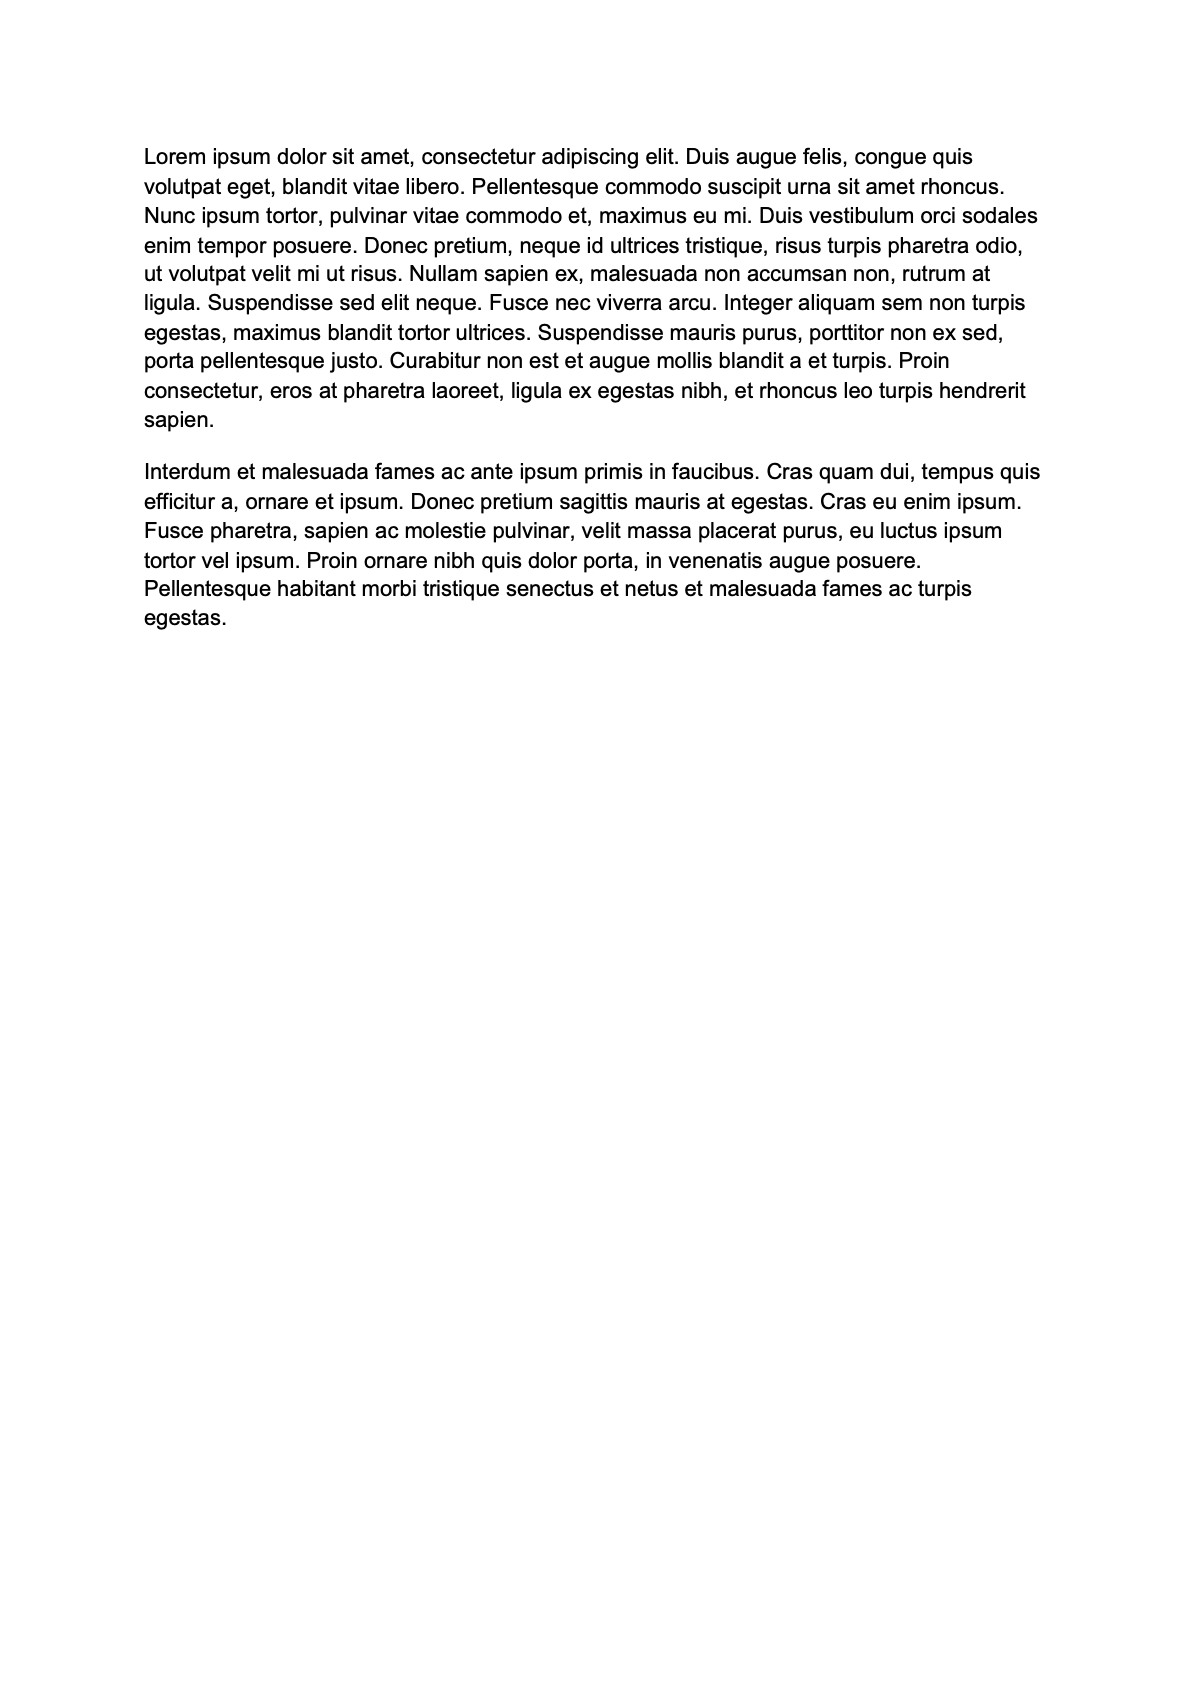 Lorem ipsum dolor sit amet, consectetur adipiscing elit. Duis augue felis, congue quis
volutpat eget, blandit vitae libero. Pellentesque commodo suscipit urna sit amet rhoncus.
Nunc ipsum tortor, pulvinar vitae commodo et, maximus eu mi. Duis vestibulum orci sodales
enim tempor posuere. Donec pretium, neque id ultrices tristique, risus turpis pharetra odio,
ut volutpat velit mi ut risus. Nullam sapien ex, malesuada non accumsan non, rutrum at
ligula. Suspendisse sed elit neque. Fusce nec viverra arcu. Integer aliquam sem non turpis
egestas, maximus blandit tortor ultrices. Suspendisse mauris purus, porttitor non ex sed,
porta pellentesque justo. Curabitur non est et augue mollis blandit a et turpis. Proin
consectetur, eros at pharetra laoreet, ligula ex egestas nibh, et rhoncus leo turpis hendrerit
sapien.
Interdum et malesuada fames ac ante ipsum primis in faucibus. Cras quam dui, tempus quis
efficitur a, ornare et ipsum. Donec pretium sagittis mauris at egestas. Cras eu enim ipsum.
Fusce pharetra, sapien ac molestie pulvinar, velit massa placerat purus, eu luctus ipsum
tortor vel ipsum. Proin ornare nibh quis dolor porta, in venenatis augue posuere.
Pellentesque habitant morbi tristique senectus et netus et malesuada fames ac turpis
egestas.